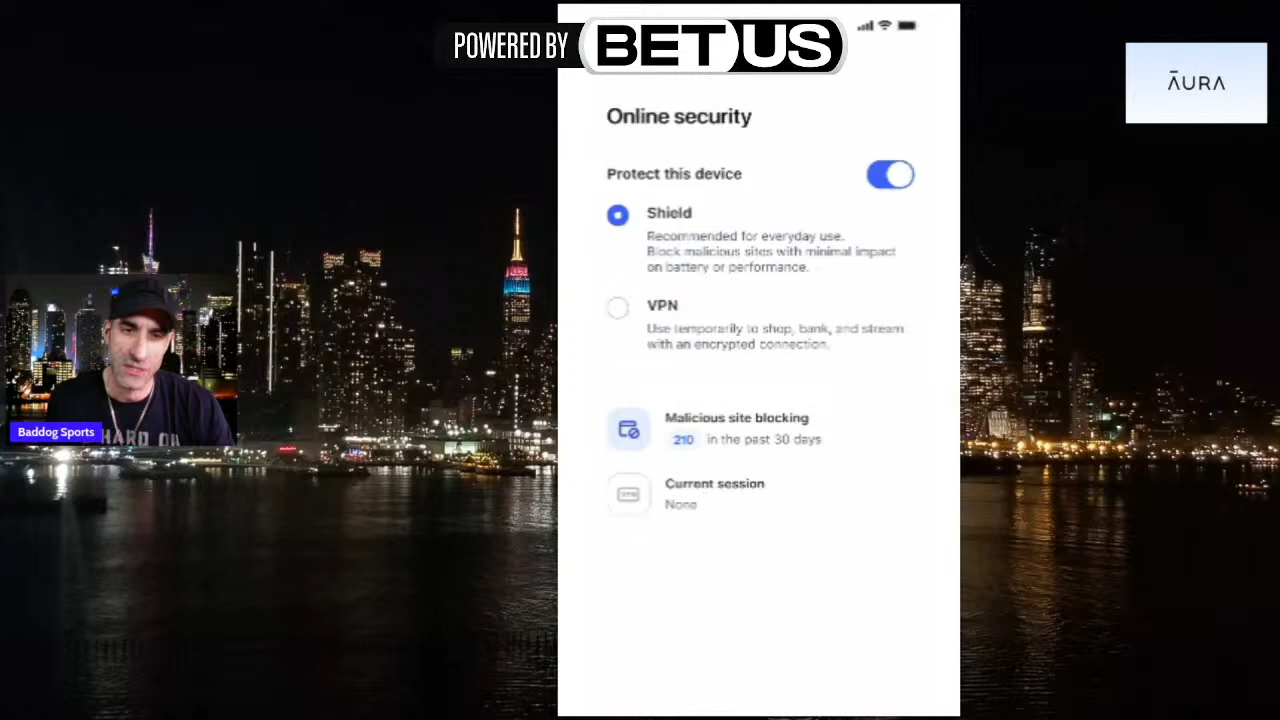 POWERED BY BETUS
ĀURA
Online security
Protect this device
Shield
Recommended for everyday use.
Block malicious sites with minimal impact
on battery or performance.
VPN
Use temporarily to shop, bank, and stream
with an encrypted connection.
Malicious site blocking
210 in the past 30 days
Current session
None
Baddog Sports